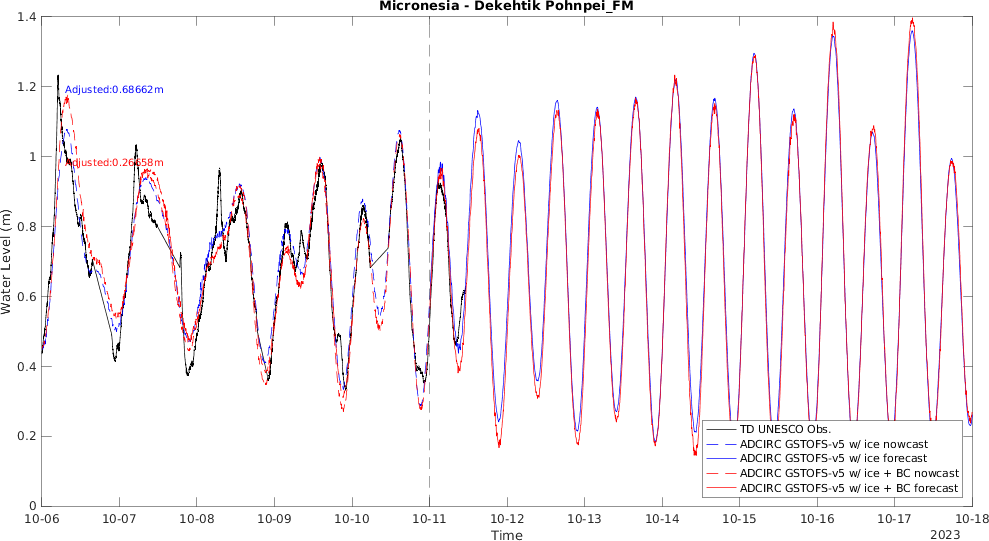 Micronesia - Dekehtik Pohnpei_FM
1.4
1.2
1
0.8
0.6
0.4
0.2
0
Water Level (m)
Adjusted:0.68662m
Adjusted:0.26658m
TD UNESCO Obs.
ADCIRC GSTOFS-v5 w/ ice nowcast
ADCIRC GSTOFS-v5 w/ ice forecast
ADCIRC GSTOFS-v5 w/ ice + BC nowcast
ADCIRC GSTOFS-v5 w/ ice + BC forecast
10-06 10-07 10-08 10-09 10-10 10-11 10-12 10-13 10-14 10-15 10-16 10-17 10-18
Time
2023